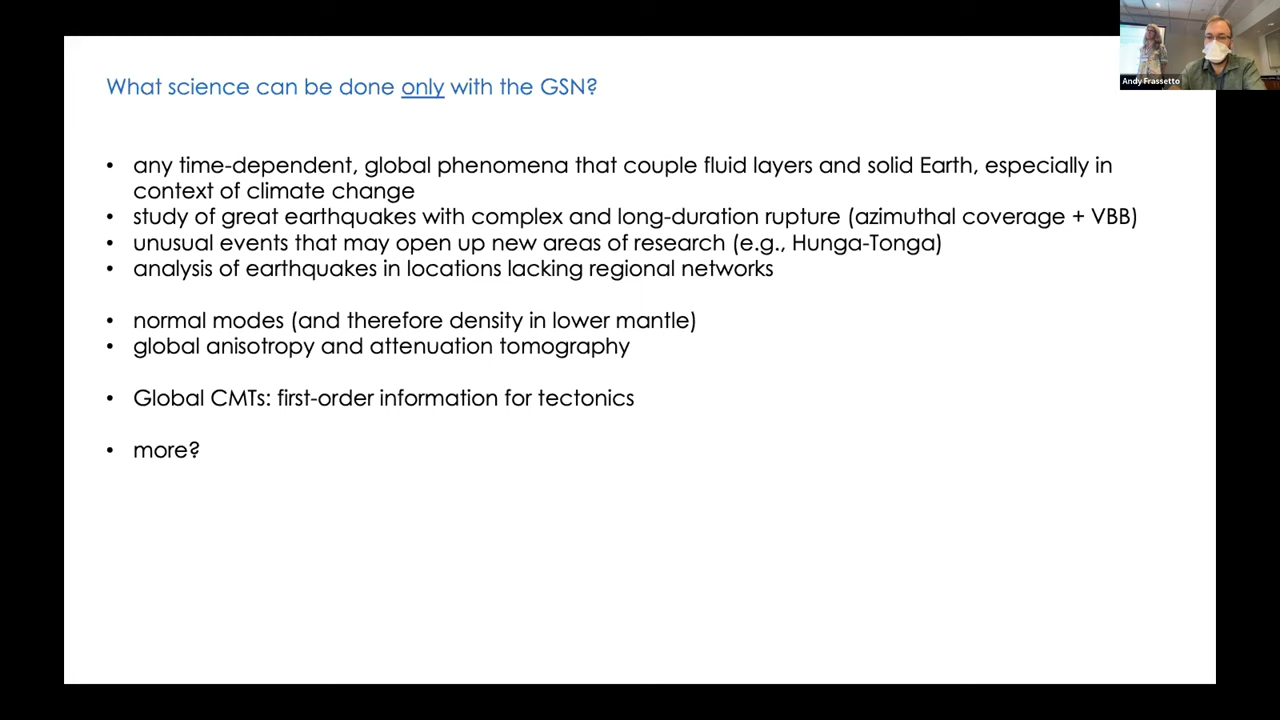 What science can be done only with the GSN?
• any time-dependent, global phenomena that couple fluid layers and solid Earth, especially in
context of climate change
• study of great earthquakes with complex and long-duration rupture (azimuthal coverage + VBB)
• unusual events that may open up new areas of research (e.g., Hunga-Tonga)
• analysis of earthquakes in locations lacking regional networks
• normal modes (and therefore density in lower mantle)
• global anisotropy and attenuation tomography
• Global CMTs: first-order information for tectonics
• more?
Andy Frassetto